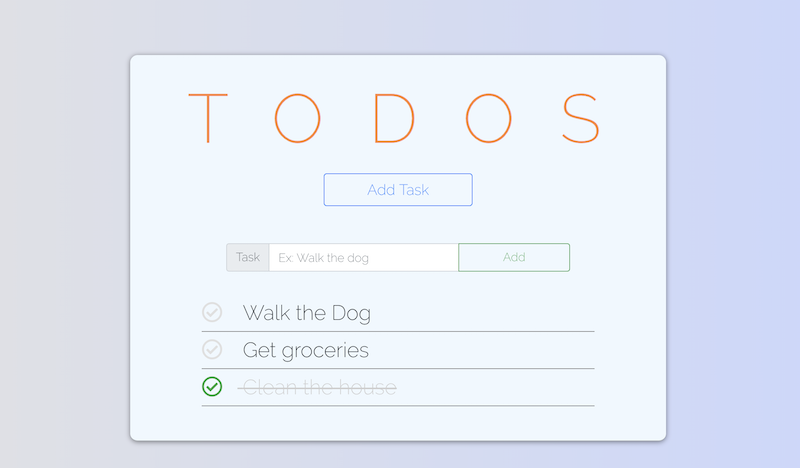 TODOS
Add Task
Task Ex: Walk the dog Add
Walk the Dog
Get groceries
Clean the house